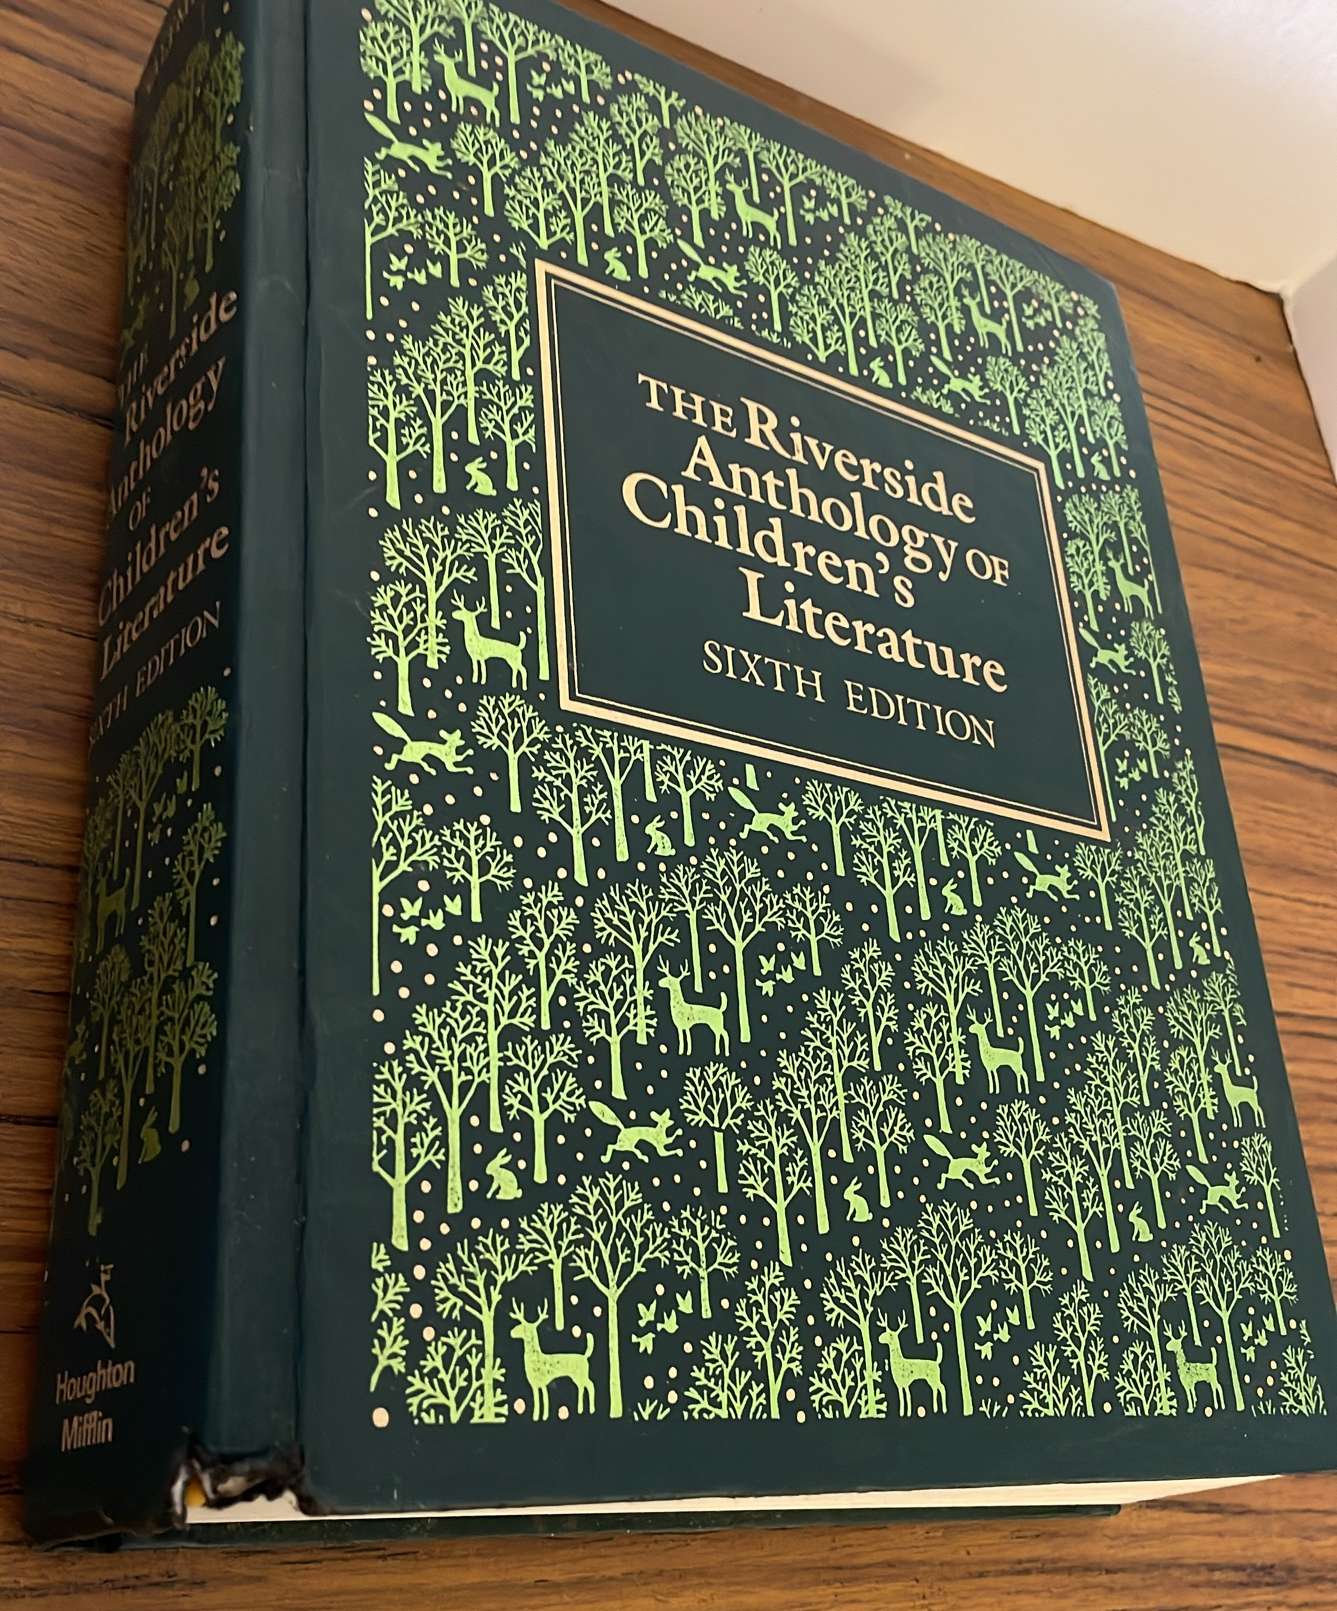 THE Riverside
Anthology OF
Children's
Literature
SIXTH EDITION
THE
Riverside
Anthology
OF
Children's
Literature
SIXTH EDITION
Houghton
Mifflin